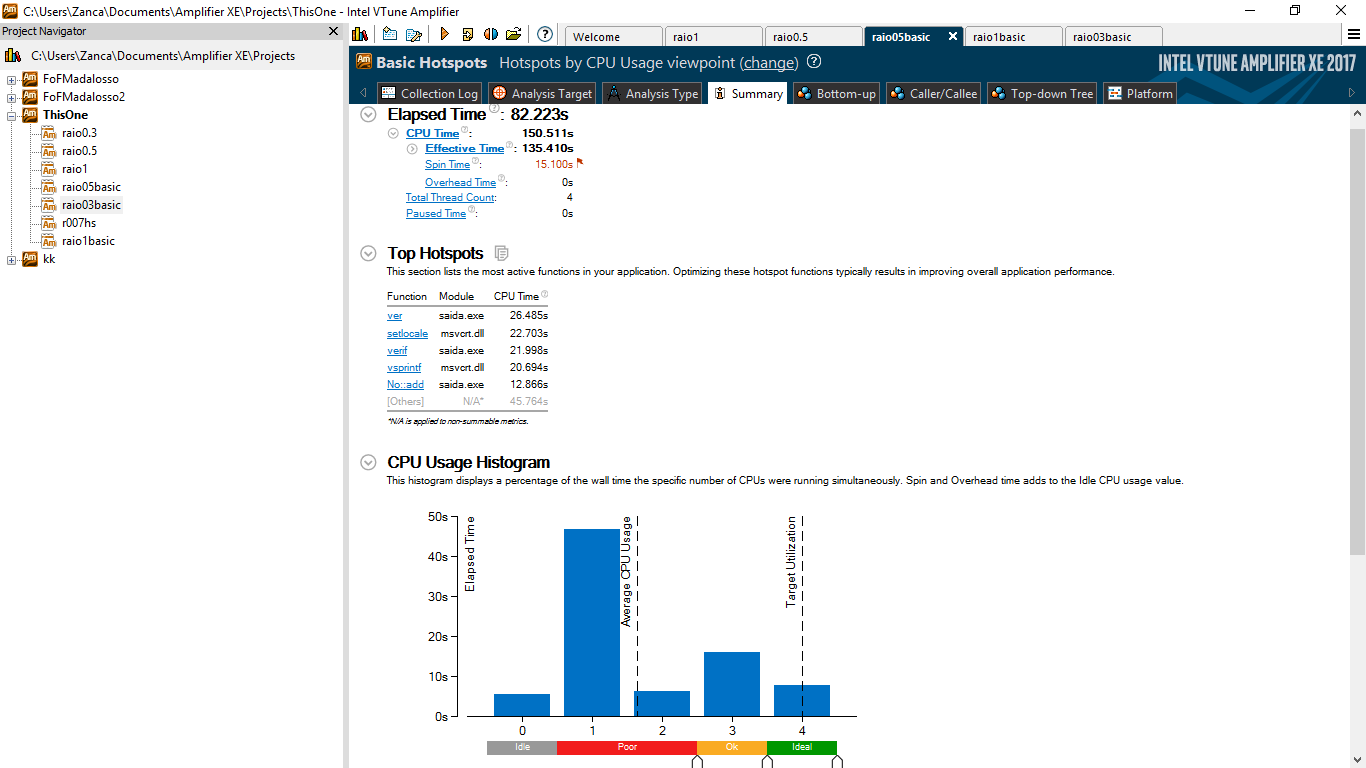 C:\Users\Zanca\Documents\Amplifier XE\Projects\ThisOne - Intel VTune Amplifier
Project Navigator
C:\Users\Zanca\Documents\Amplifier XE\Projects
FoFMadalosso
FoFMadalosso2
ThisOne
raio0.3
raio0.5
raio1
raio05basic
raio03basic
r007hs
raio1basic
kk
Welcome raio1 raio0.5 raio05basic raio1basic raio03basic
Basic Hotspots Hotspots by CPU Usage viewpoint (change) INTEL VTUNE AMPLIFIER XE 2017
Collection Log Analysis Target Analysis Type Summary Bottom-up Caller/Callee Top-down Tree Platform
Elapsed Time: 82.223s
CPU Time: 150.511s
Effective Time: 135.410s
Spin Time: 15.100s
Overhead Time: 0s
Total Thread Count: 4
Paused Time: 0s
Top Hotspots
This section lists the most active functions in your application. Optimizing these hotspot functions typically results in improving overall application performance.
Function Module CPU Time
ver saida.exe 26.485s
setlocale msvcrt.dll 22.703s
verif saida.exe 21.998s
vsprintf msvcrt.dll 20.694s
No::add saida.exe 12.866s
[Others] N/A* 45.764s
*N/A is applied to non-summable metrics.
CPU Usage Histogram
This histogram displays a percentage of the wall time the specific number of CPUs were running simultaneously. Spin and Overhead time adds to the Idle CPU usage value.
50s
40s
30s
20s
10s
0s
Elapsed Time
Average CPU Usage
Target Utilization
0 1 2 3 4
Idle Poor Ok Ideal